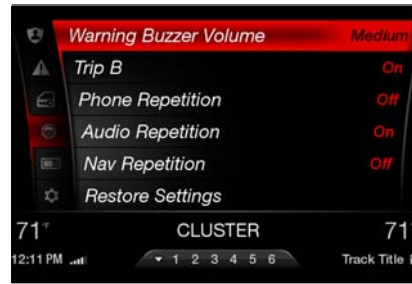 Warning Buzzer Volume Medium
Trip B On
Phone Repetition Off
Audio Repetition On
Nav Repetition Off
Restore Settings
71°F CLUSTER 71
12:11 PM 1 2 3 4 5 6 Track Title